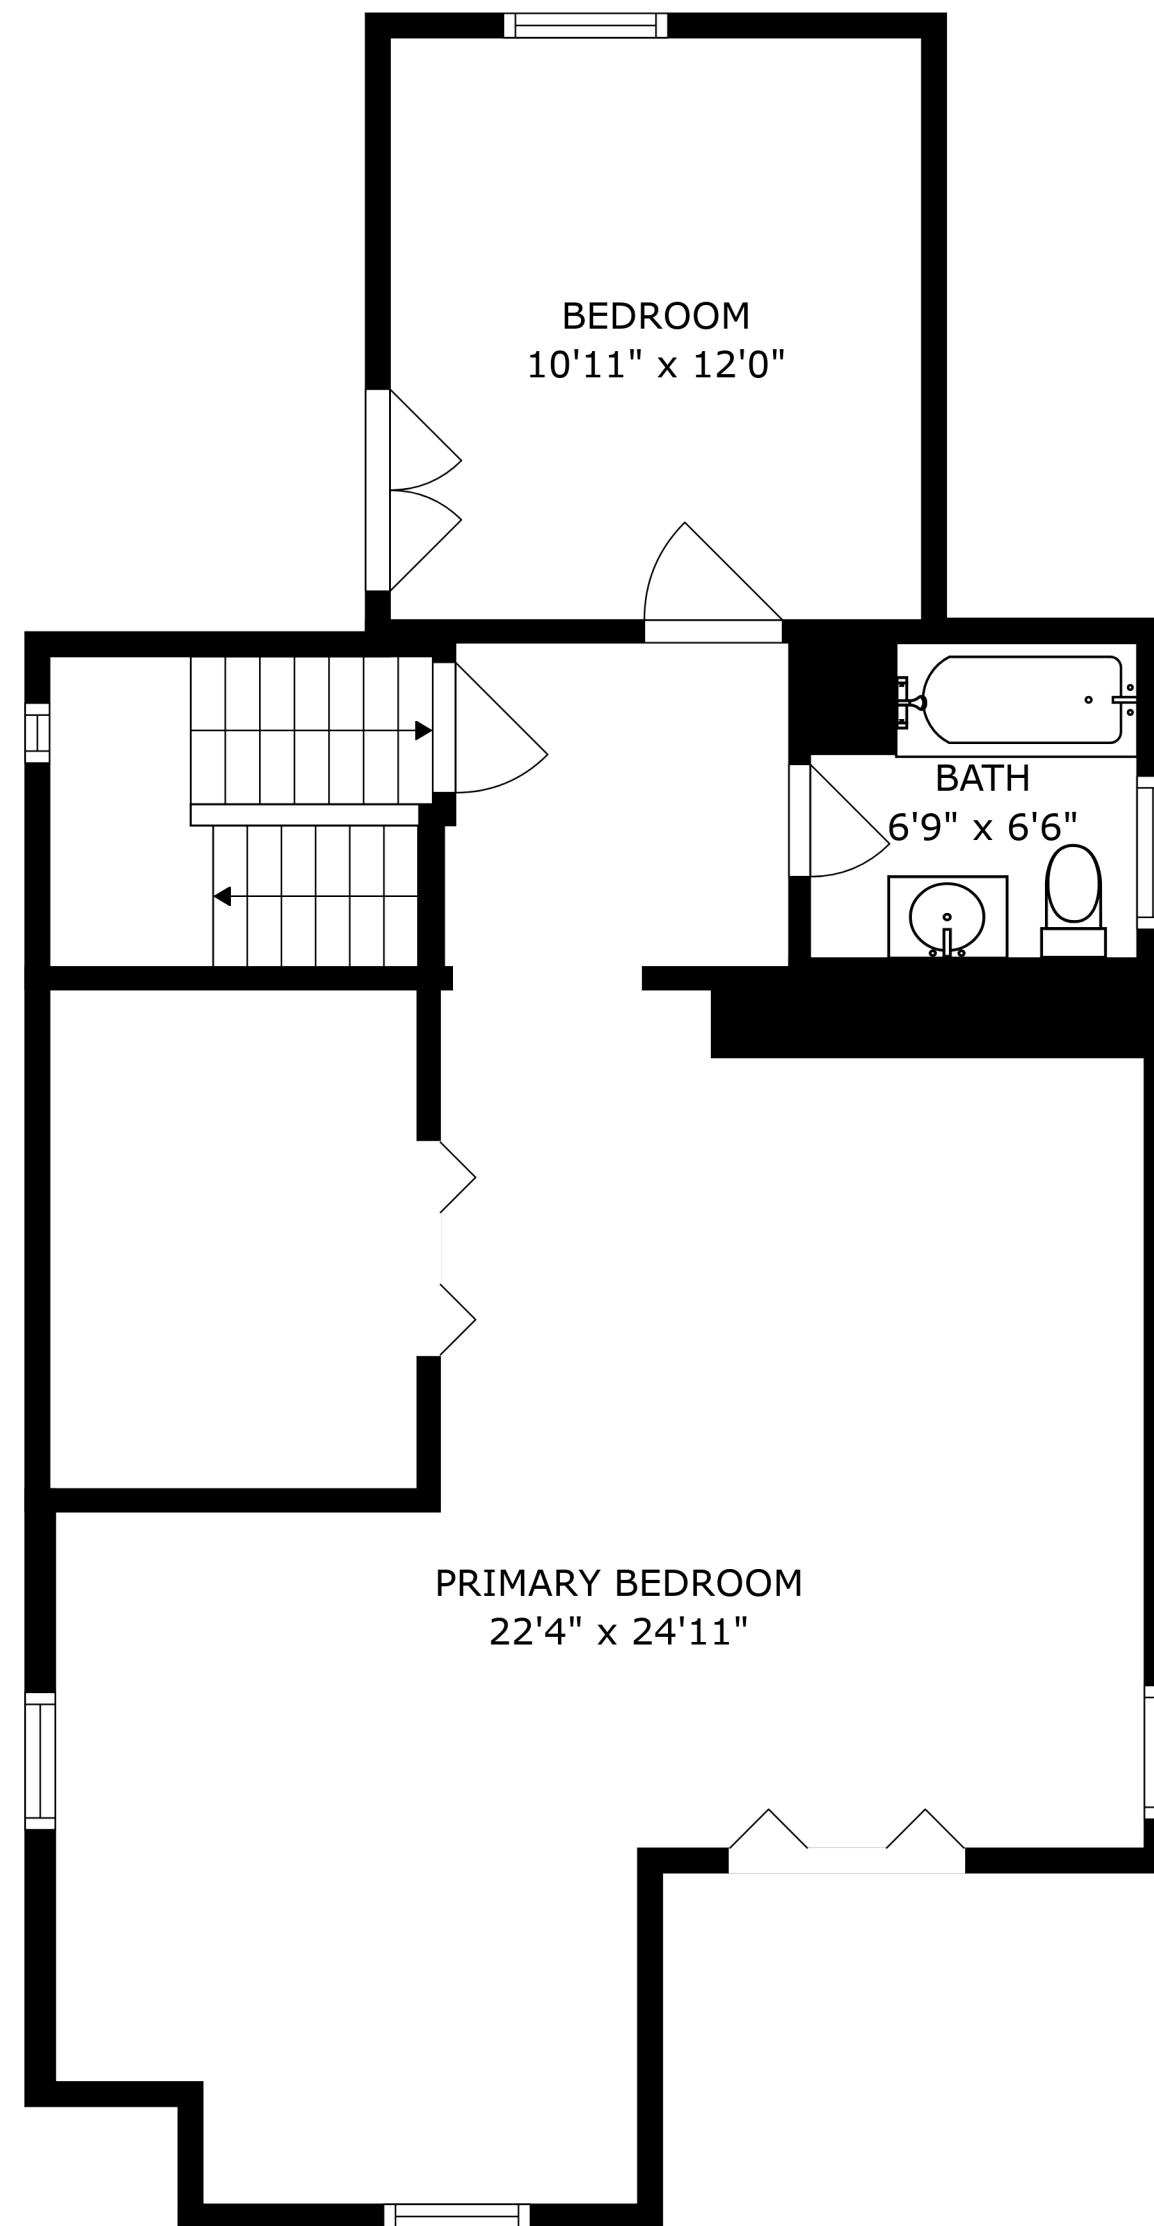 BEDROOM
10'11" x 12'0"
BATH
6'9" x 6'6"
PRIMARY BEDROOM
22'4" x 24'11"